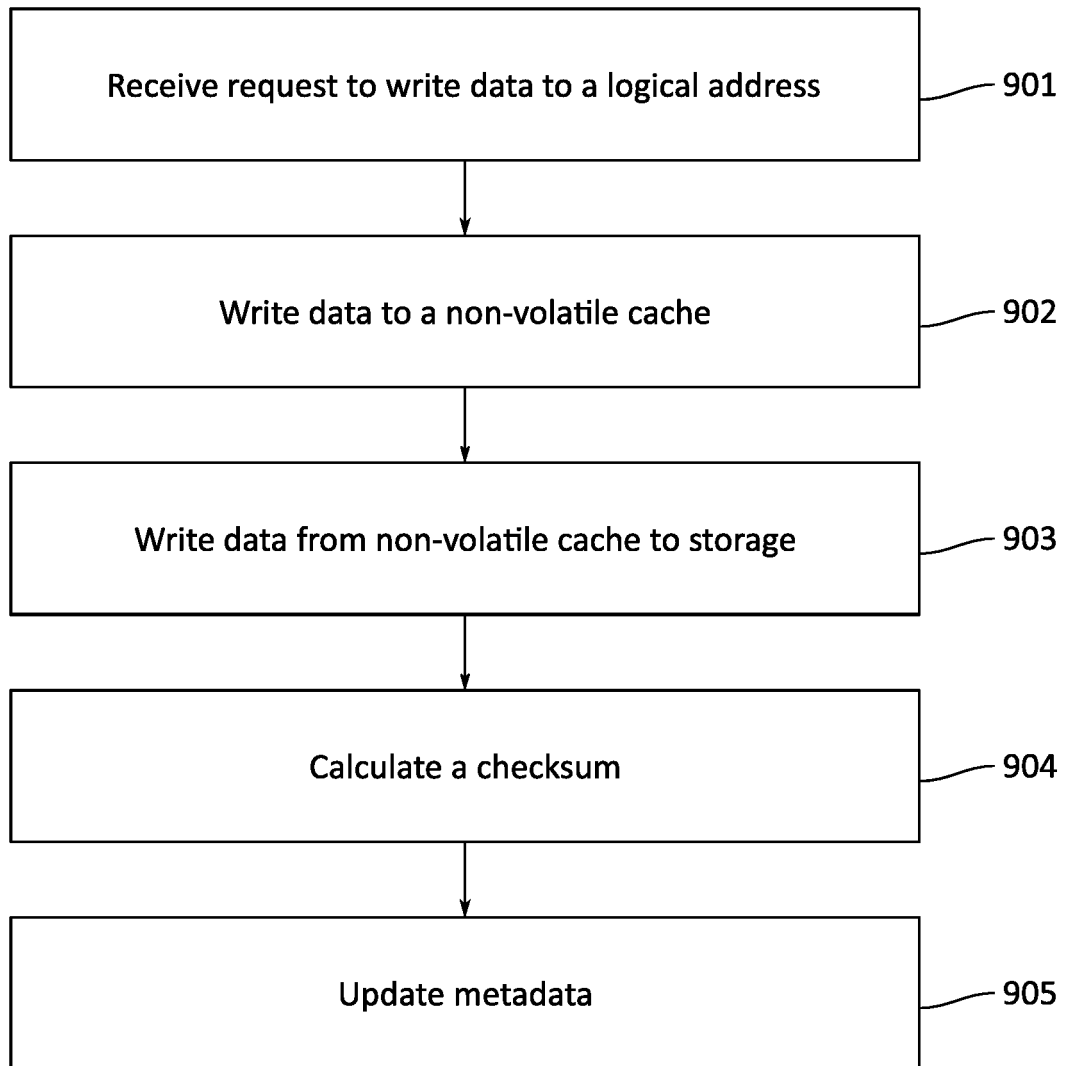 Receive request to write data to a logical address
901
Write data to a non-volatile cache
902
Write data from non-volatile cache to storage
903
Calculate a checksum
904
Update metadata
905